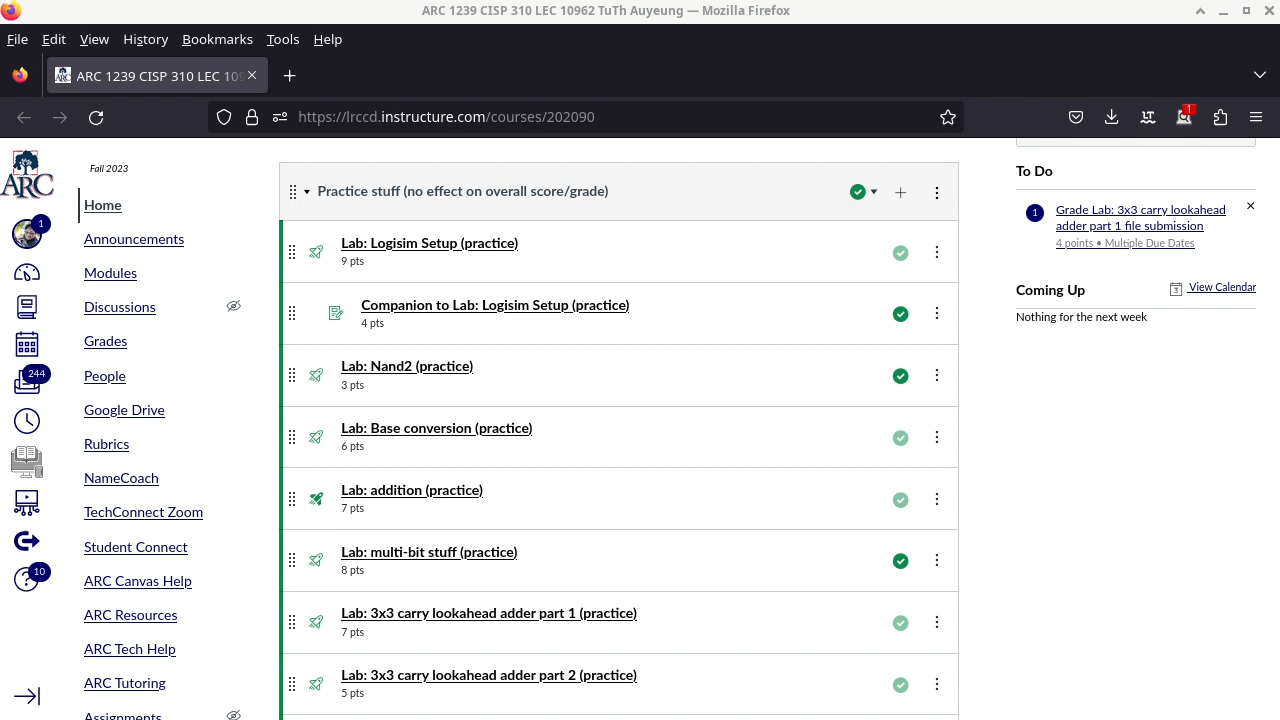 ARC 1239 CISP 310 LEC 10962 TuTh Auyeung — Mozilla Firefox
File Edit View History Bookmarks Tools Help
ARC 1239 CISP 310 LEC 109
https://lrccd.instructure.com/courses/202090
1
ARC
Fall 2023
1
244
10
Home
Announcements
Modules
Discussions
Grades
People
Google Drive
Rubrics
NameCoach
TechConnect Zoom
Student Connect
ARC Canvas Help
ARC Resources
ARC Tech Help
ARC Tutoring
Assignments
Practice stuff (no effect on overall score/grade)
Lab: Logisim Setup (practice)
9 pts
Companion to Lab: Logisim Setup (practice)
4 pts
Lab: Nand2 (practice)
3 pts
Lab: Base conversion (practice)
6 pts
Lab: addition (practice)
7 pts
Lab: multi-bit stuff (practice)
8 pts
Lab: 3x3 carry lookahead adder part 1 (practice)
7 pts
Lab: 3x3 carry lookahead adder part 2 (practice)
5 pts
To Do
1
Grade Lab: 3x3 carry lookahead
adder part 1 file submission
4 points • Multiple Due Dates
Coming Up
View Calendar
Nothing for the next week